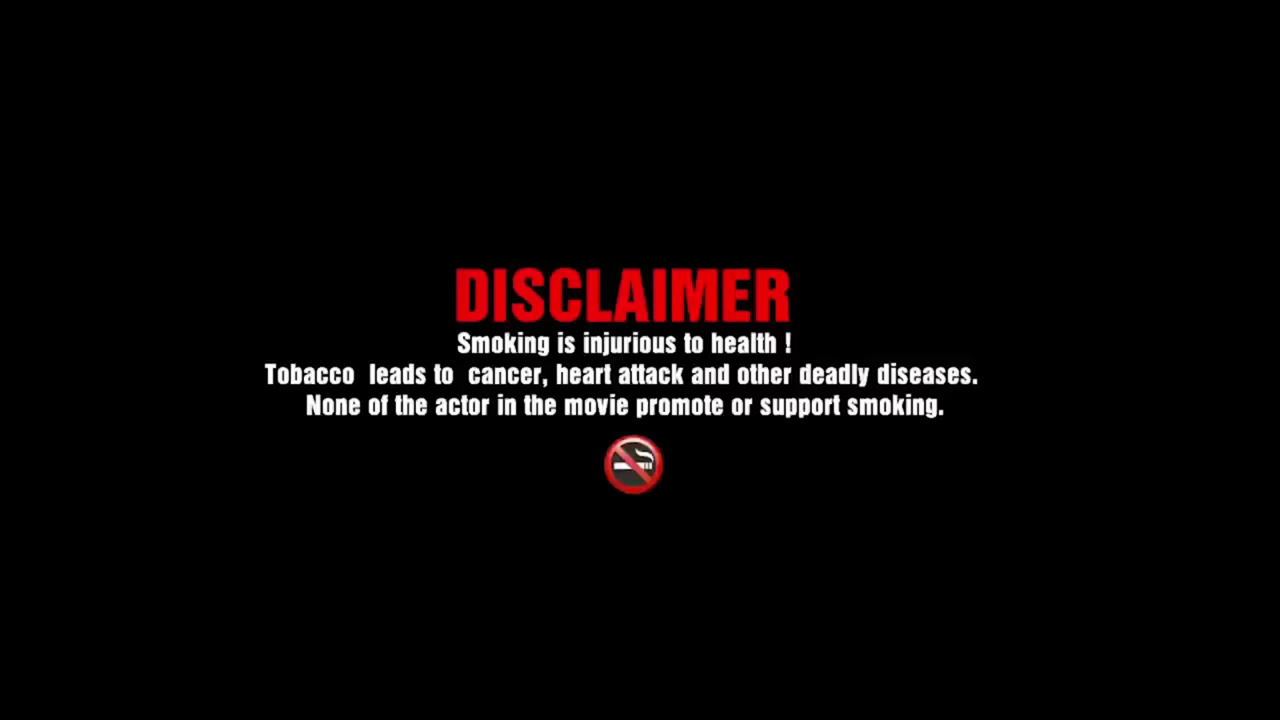 DISCLAIMER
Smoking is injurious to health !
Tobacco leads to cancer, heart attack and other deadly diseases.
None of the actor in the movie promote or support smoking.